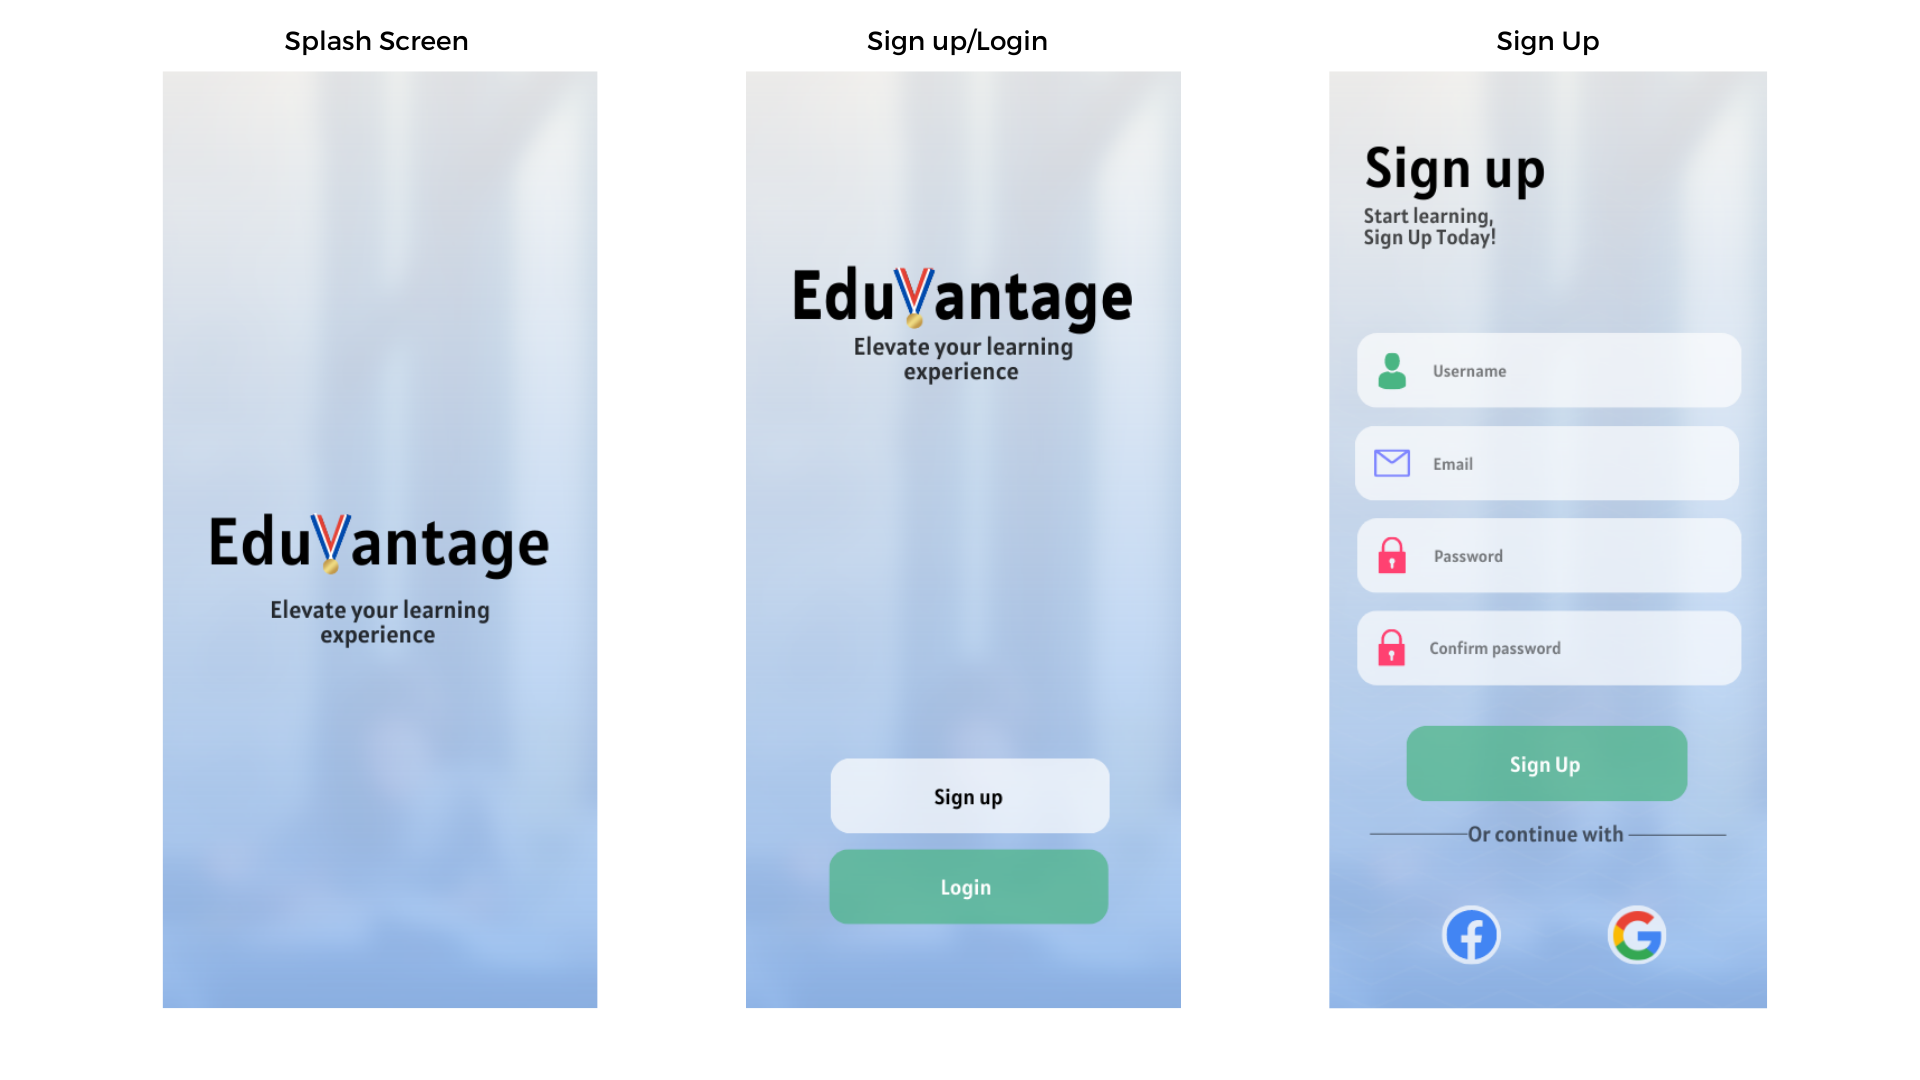 Splash Screen
EduVantage
Elevate your learning
experience
Sign up/Login
EduVantage
Elevate your learning
experience
Sign up
Login
Sign Up
Sign up
Start learning,
Sign Up Today!
Username
Email
Password
Confirm password
Sign Up
Or continue with